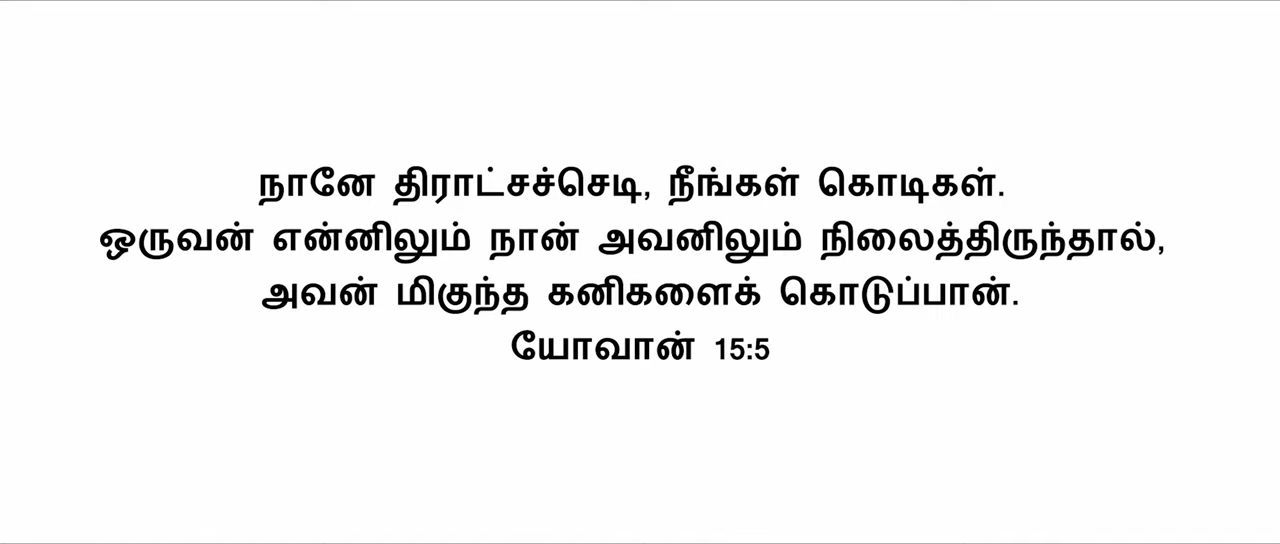 நானே திராட்சச்செடி, நீங்கள் கொடிகள்.
ஒருவன் என்னிலும் நான் அவனிலும் நிலைத்திருந்தால்,
அவன் மிகுந்த கனிகளைக் கொடுப்பான்.
யோவான் 15:5